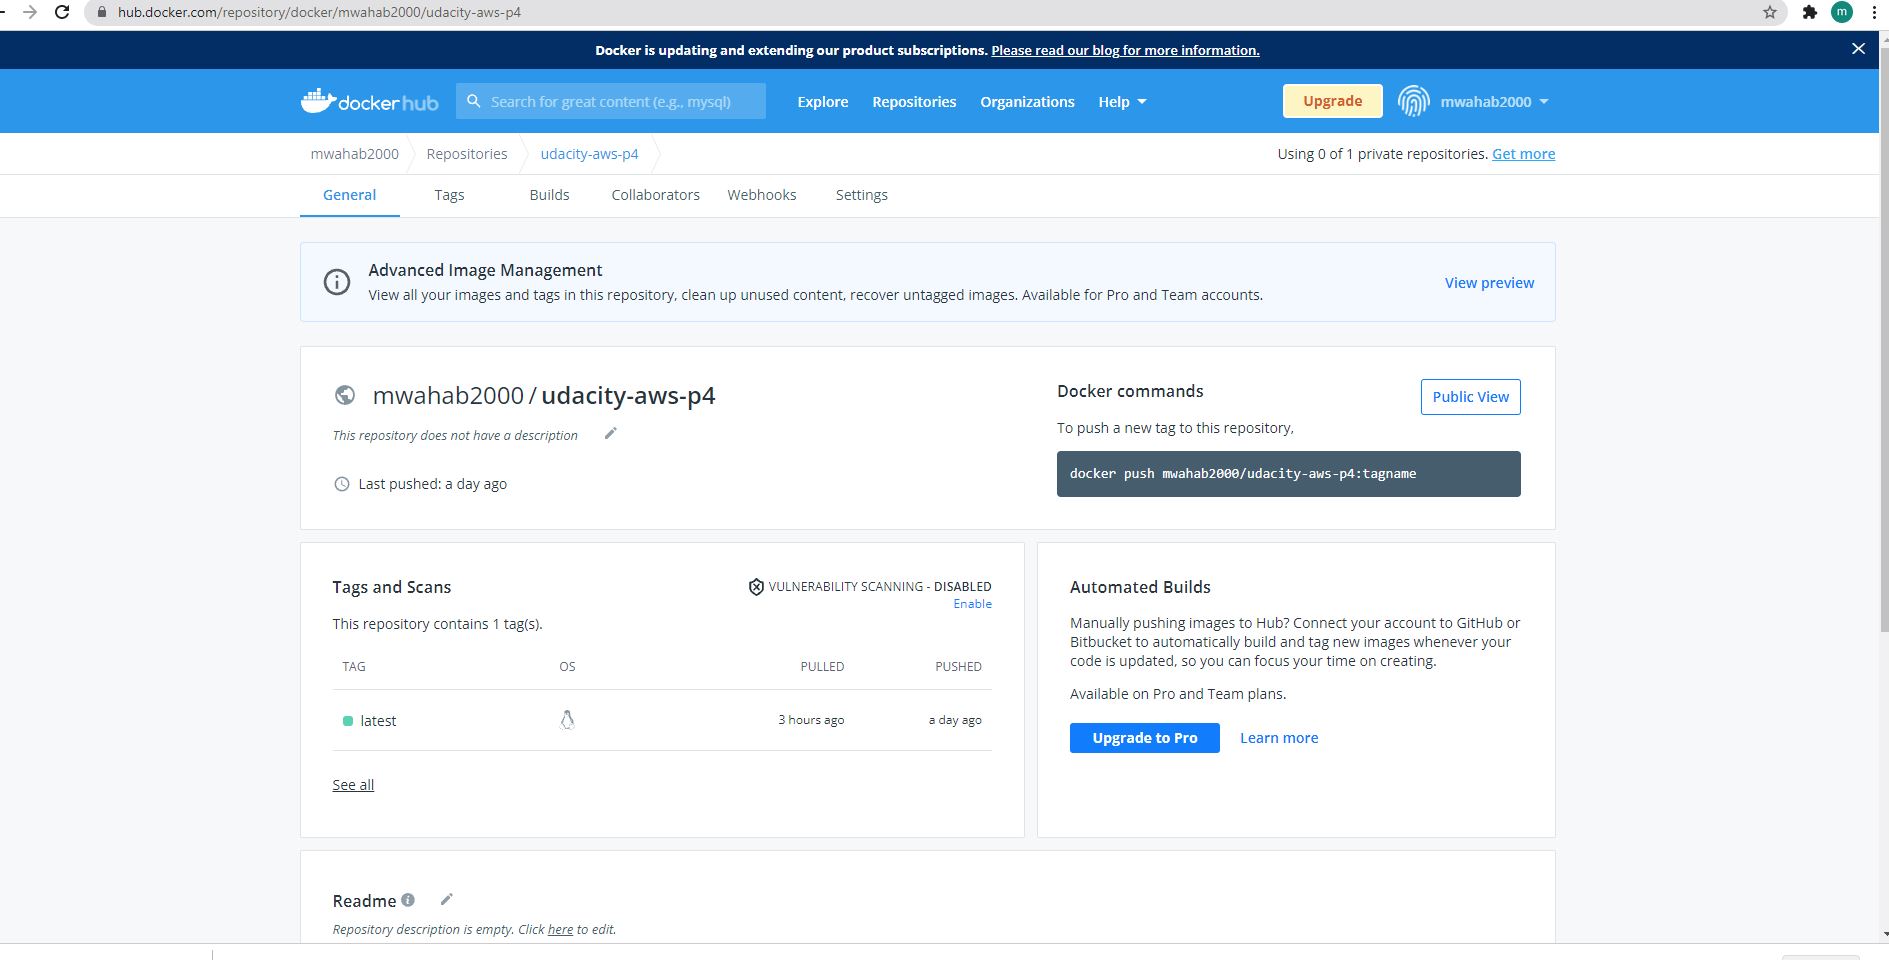 hub.docker.com/repository/docker/mwahab2000/udacity-aws-p4
m
Docker is updating and extending our product subscriptions. Please read our blog for more information.
docker hub
Search for great content (e.g., mysql)
Explore
Repositories
Organizations
Help
Upgrade
mwahab2000
mwahab2000
Repositories
udacity-aws-p4
Using 0 of 1 private repositories. Get more
General
Tags
Builds
Collaborators
Webhooks
Settings
Advanced Image Management
View all your images and tags in this repository, clean up unused content, recover untagged images. Available for Pro and Team accounts.
View preview
mwahab2000 / udacity-aws-p4
This repository does not have a description
Last pushed: a day ago
Docker commands
Public View
To push a new tag to this repository,
docker push mwahab2000/udacity-aws-p4:tagname
Tags and Scans
VULNERABILITY SCANNING - DISABLED
Enable
This repository contains 1 tag(s).
TAG OS PULLED PUSHED
latest 3 hours ago a day ago
See all
Automated Builds
Manually pushing images to Hub? Connect your account to GitHub or
Bitbucket to automatically build and tag new images whenever your
code is updated, so you can focus your time on creating.
Available on Pro and Team plans.
Upgrade to Pro
Learn more
Readme
Repository description is empty. Click here to edit.